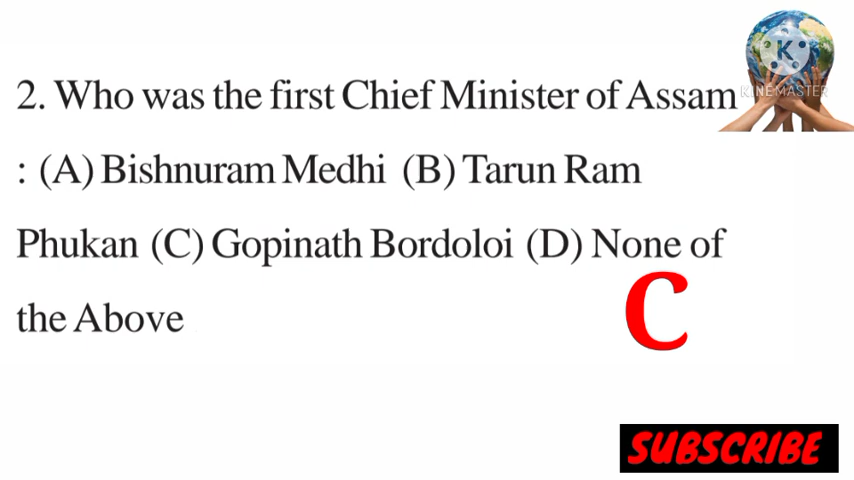 K
KINEMASTER
2. Who was the first Chief Minister of Assam
: (A) Bishnuram Medhi (B) Tarun Ram
Phukan (C) Gopinath Bordoloi (D) None of
the Above
C
SUBSCRIBE